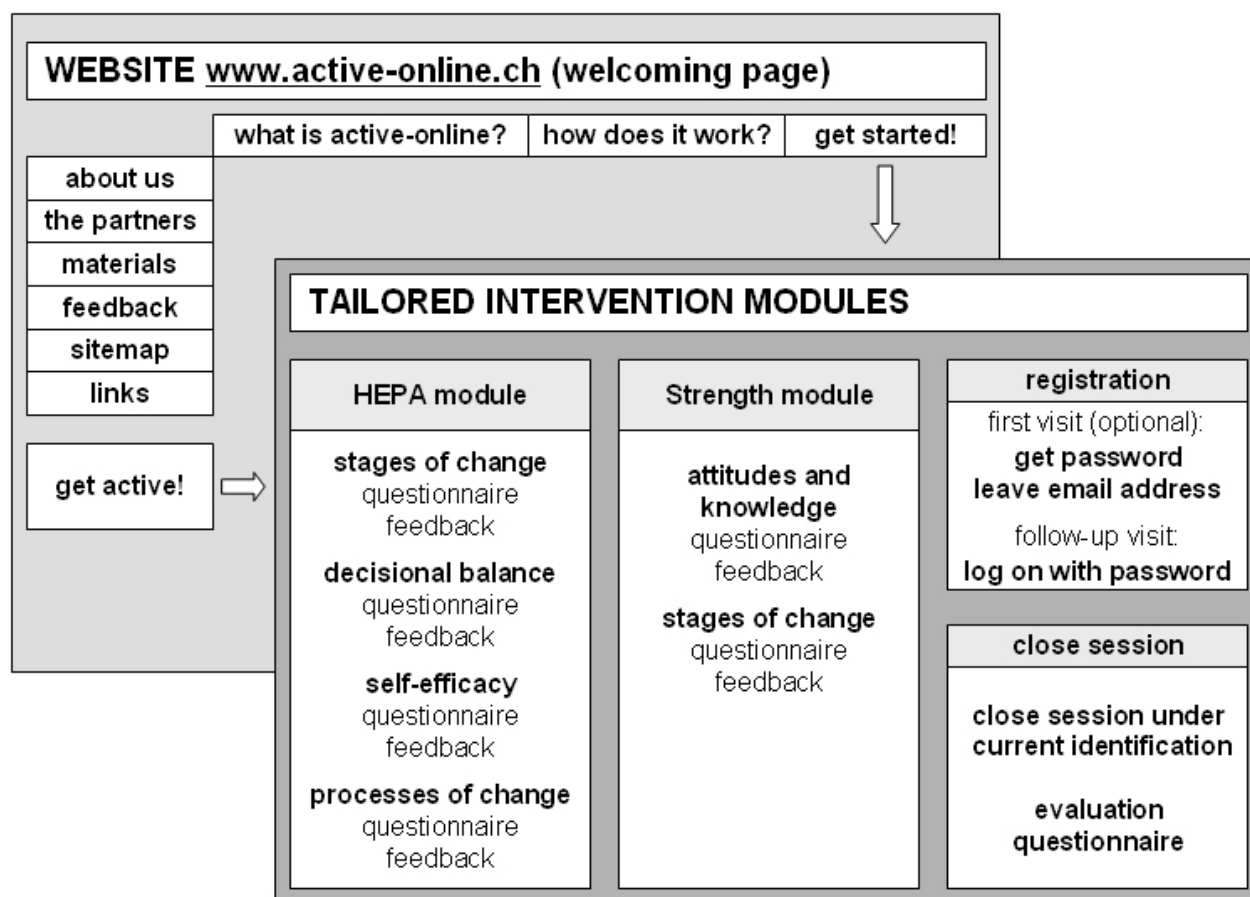 WEBSITE www.active-online.ch (welcoming page)
what is active-online?
how does it work?
get started!
about us
the partners
materials
feedback
sitemap
links
get active!
TAILORED INTERVENTION MODULES
HEPA module
stages of change
questionnaire
feedback
decisional balance
questionnaire
feedback
self-efficacy
questionnaire
feedback
processes of change
questionnaire
feedback
Strength module
attitudes and
knowledge
questionnaire
feedback
stages of change
questionnaire
feedback
registration
first visit (optional):
get password
leave email address
follow-up visit:
log on with password
close session
close session under
current identification
evaluation
questionnaire